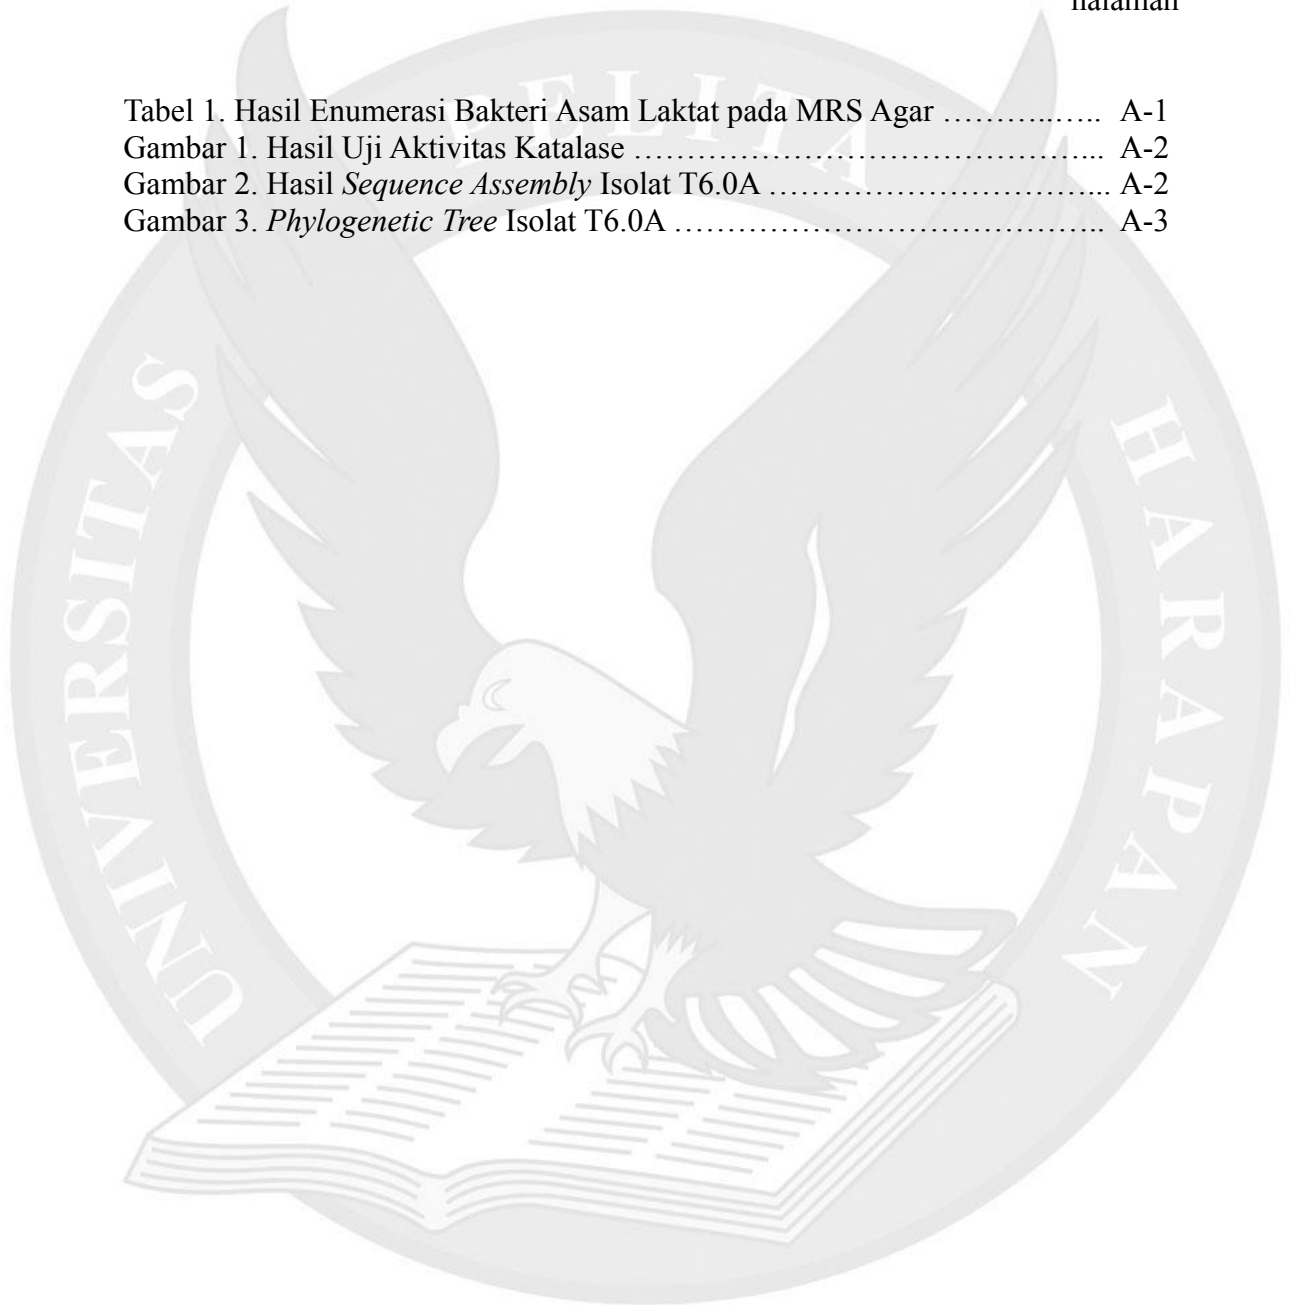 halaman
Tabel 1. Hasil Enumerasi Bakteri Asam Laktat pada MRS Agar ………..….. A-1
Gambar 1. Hasil Uji Aktivitas Katalase …………………………………….... A-2
Gambar 2. Hasil Sequence Assembly Isolat T6.0A ………………………….... A-2
Gambar 3. Phylogenetic Tree Isolat T6.0A ………………………………….. A-3
UNIVERSITAS PELITA HARAPAN